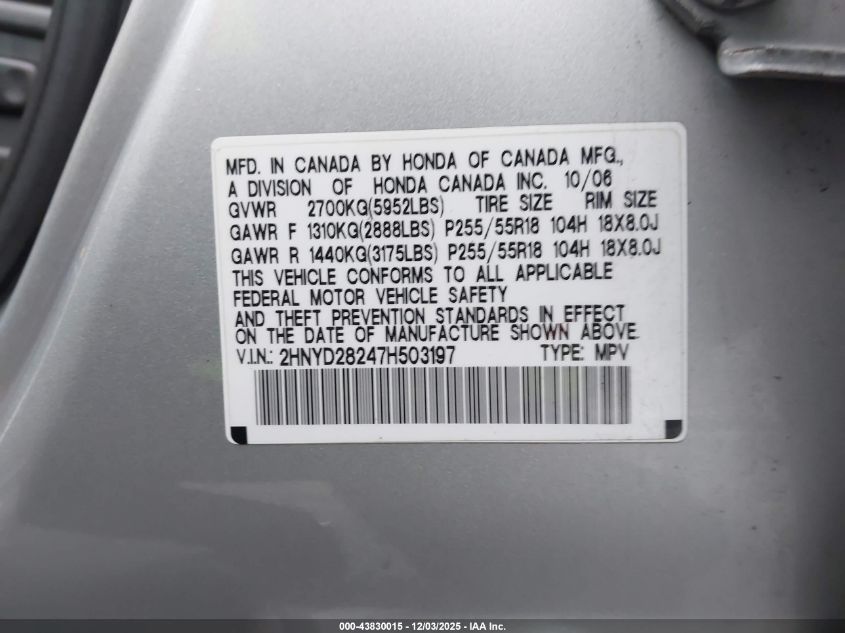 MFD. IN CANADA BY HONDA OF CANADA MFG.,
A DIVISION OF HONDA CANADA INC. 10/06
GVWR 2700KG(5952LBS) TIRE SIZE RIM SIZE
GAWR F 1310KG(2888LBS) P255/55R18 104H 18X8.0J
GAWR R 1440KG(3175LBS) P255/55R18 104H 18X8.0J
THIS VEHICLE CONFORMS TO ALL APPLICABLE
FEDERAL MOTOR VEHICLE SAFETY
AND THEFT PREVENTION STANDARDS IN EFFECT
ON THE DATE OF MANUFACTURE SHOWN ABOVE.
V.I.N.: 2HNYD28247H503197 TYPE: MPV
000-43830015 - 12/03/2025 - IAA Inc.